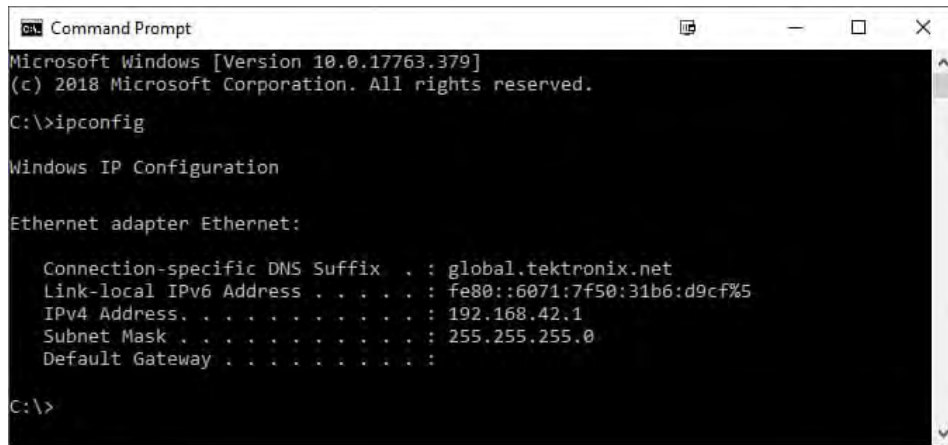 Command Prompt
Microsoft Windows [Version 10.0.17763.379]
(c) 2018 Microsoft Corporation. All rights reserved.
C:\>ipconfig
Windows IP Configuration
Ethernet adapter Ethernet:
Connection-specific DNS Suffix . : global.tektronix.net
Link-local IPv6 Address . . . . . : fe80::6071:7f50:31b6:d9cf%5
IPv4 Address. . . . . . . . . . . : 192.168.42.1
Subnet Mask . . . . . . . . . . . : 255.255.255.0
Default Gateway . . . . . . . . . :
C:\>